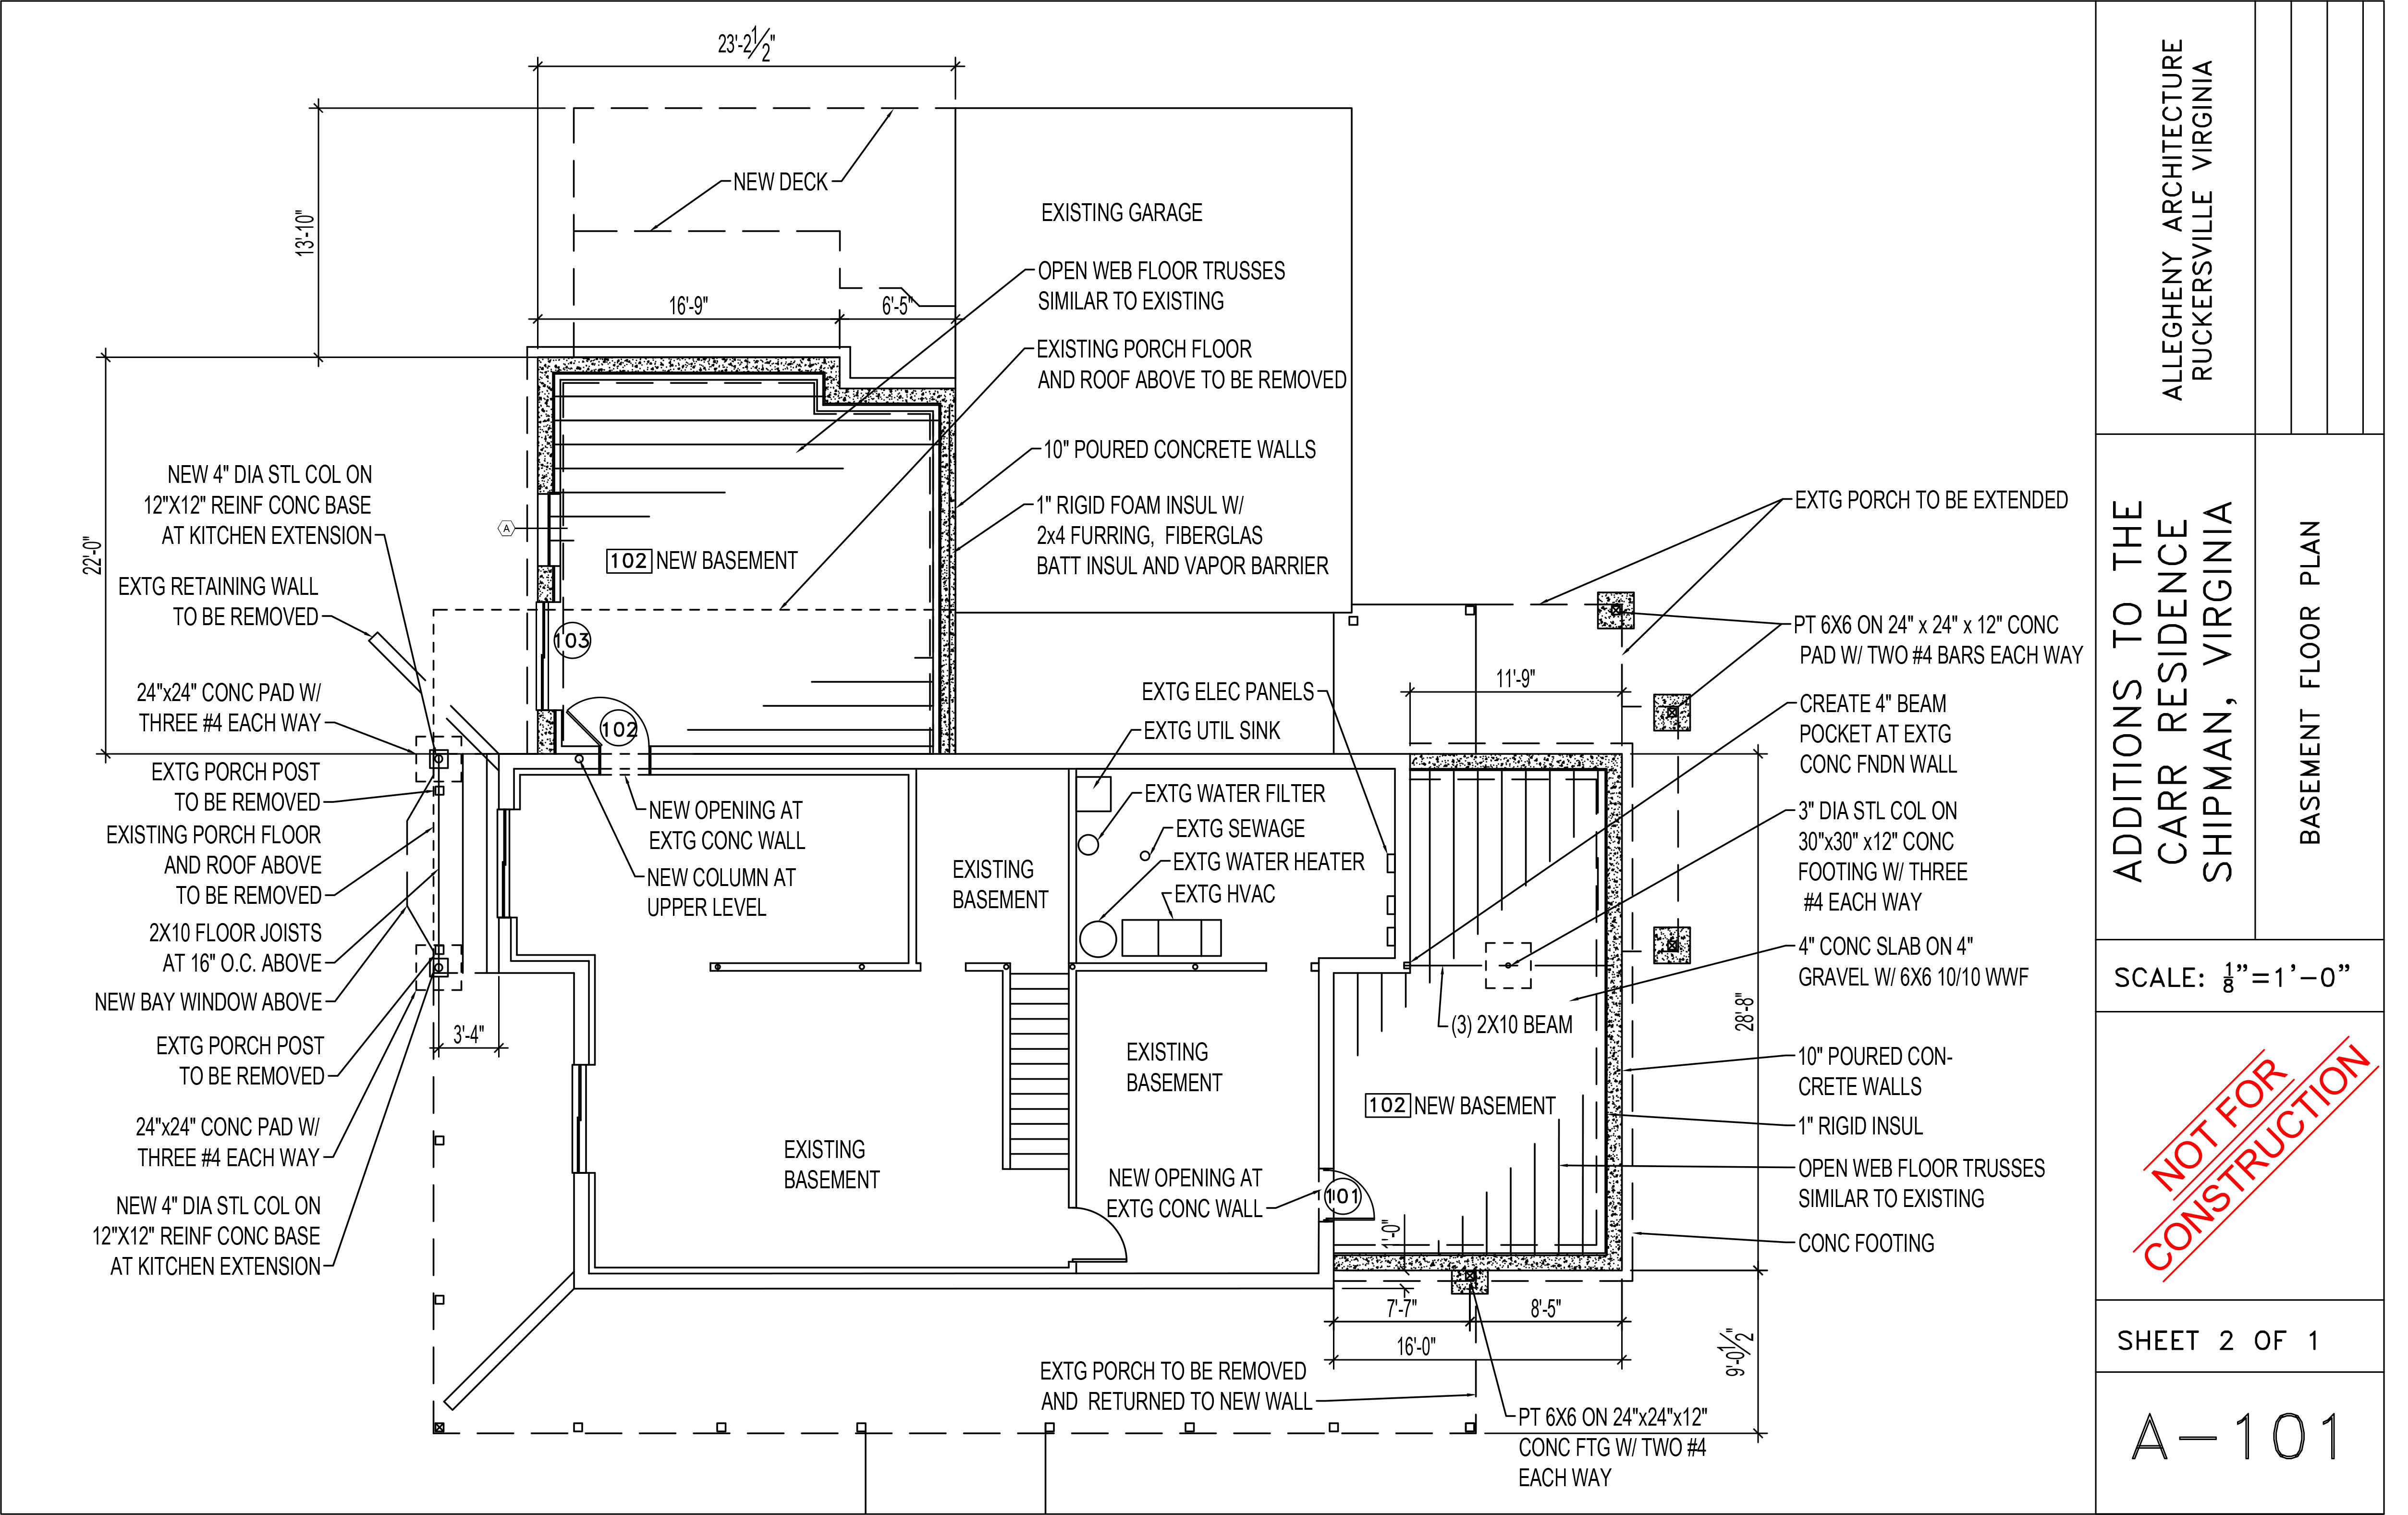 23'-2 1/2"
13'-10"
NEW DECK
EXISTING GARAGE
OPEN WEB FLOOR TRUSSES
SIMILAR TO EXISTING
16'-9"
6'-5"
EXISTING PORCH FLOOR
AND ROOF ABOVE TO BE REMOVED
10" POURED CONCRETE WALLS
1" RIGID FOAM INSUL W/
2x4 FURRING, FIBERGLAS
BATT INSUL AND VAPOR BARRIER
22'-0"
A
102 NEW BASEMENT
103
102
NEW 4" DIA STL COL ON
12"X12" REINF CONC BASE
AT KITCHEN EXTENSION
EXTG RETAINING WALL
TO BE REMOVED
24"x24" CONC PAD W/
THREE #4 EACH WAY
EXTG PORCH POST
TO BE REMOVED
EXISTING PORCH FLOOR
AND ROOF ABOVE
TO BE REMOVED
2X10 FLOOR JOISTS
AT 16" O.C. ABOVE
NEW BAY WINDOW ABOVE
3'-4"
EXTG PORCH POST
TO BE REMOVED
24"x24" CONC PAD W/
THREE #4 EACH WAY
NEW 4" DIA STL COL ON
12"X12" REINF CONC BASE
AT KITCHEN EXTENSION
NEW OPENING AT
EXTG CONC WALL
NEW COLUMN AT
UPPER LEVEL
EXISTING
BASEMENT
EXTG ELEC PANELS
EXTG UTIL SINK
EXTG WATER FILTER
EXTG SEWAGE
EXTG WATER HEATER
EXTG HVAC
EXISTING
BASEMENT
EXISTING
BASEMENT
NEW OPENING AT
EXTG CONC WALL
101
102 NEW BASEMENT
(3) 2X10 BEAM
11'-9"
1'-0"
7'-7"
8'-5"
16'-0"
28'-8"
9'-0 1/2"
EXTG PORCH TO BE REMOVED
AND RETURNED TO NEW WALL
PT 6X6 ON 24"x24"x12"
CONC FTG W/ TWO #4
EACH WAY
EXTG PORCH TO BE EXTENDED
PT 6X6 ON 24" x 24" x 12" CONC
PAD W/ TWO #4 BARS EACH WAY
CREATE 4" BEAM
POCKET AT EXTG
CONC FNDN WALL
3" DIA STL COL ON
30"x30" x12" CONC
FOOTING W/ THREE
#4 EACH WAY
4" CONC SLAB ON 4"
GRAVEL W/ 6X6 10/10 WWF
10" POURED CON-
CRETE WALLS
1" RIGID INSUL
OPEN WEB FLOOR TRUSSES
SIMILAR TO EXISTING
CONC FOOTING
ALLEGHENY ARCHITECTURE
RUCKERSVILLE VIRGINIA
ADDITIONS TO THE
CARR RESIDENCE
SHIPMAN, VIRGINIA
BASEMENT FLOOR PLAN
SCALE: 1/8"=1'-0"
NOT FOR
CONSTRUCTION
SHEET 2 OF 1
A-101